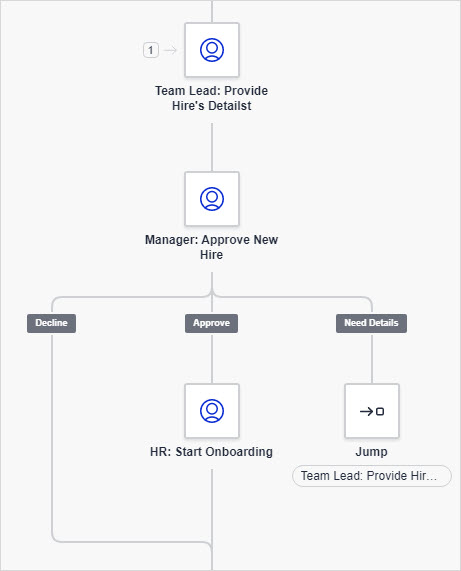 1
Team Lead: Provide
Hire's Detailst
Manager: Approve New
Hire
Decline
Approve
Need Details
HR: Start Onboarding
Jump
Team Lead: Provide Hir...